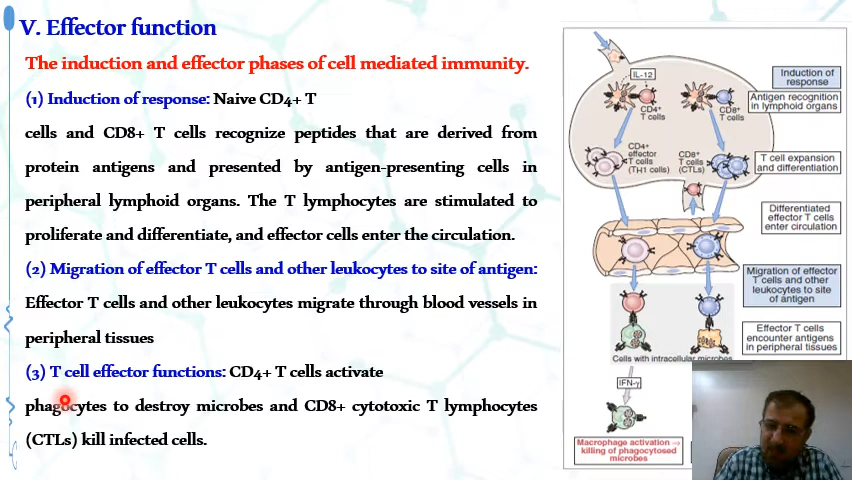 V. Effector function
The induction and effector phases of cell mediated immunity.
(1) Induction of response: Naive CD4+ T
cells and CD8+ T cells recognize peptides that are derived from
protein antigens and presented by antigen-presenting cells in
peripheral lymphoid organs. The T lymphocytes are stimulated to
proliferate and differentiate, and effector cells enter the circulation.
(2) Migration of effector T cells and other leukocytes to site of antigen:
Effector T cells and other leukocytes migrate through blood vessels in
peripheral tissues
(3) T cell effector functions: CD4+ T cells activate
phagocytes to destroy microbes and CD8+ cytotoxic T lymphocytes
(CTLs) kill infected cells.
IL-12
CD4+
T cells
CD8+
T cells
Induction of
response
Antigen recognition
in lymphoid organs
CD4+
effector
T cells
(TH1 cells)
CD8+
T cells
(CTLs)
T cell expansion
and differentiation
Differentiated
effector T cells
enter circulation
Migration of effector
T cells and other
leukocytes to site
of antigen
Effector T cells
encounter antigens
in peripheral tissues
Cells with intracellular microbes
IFN-γ
Macrophage activation →
killing of phagocytosed
microbes